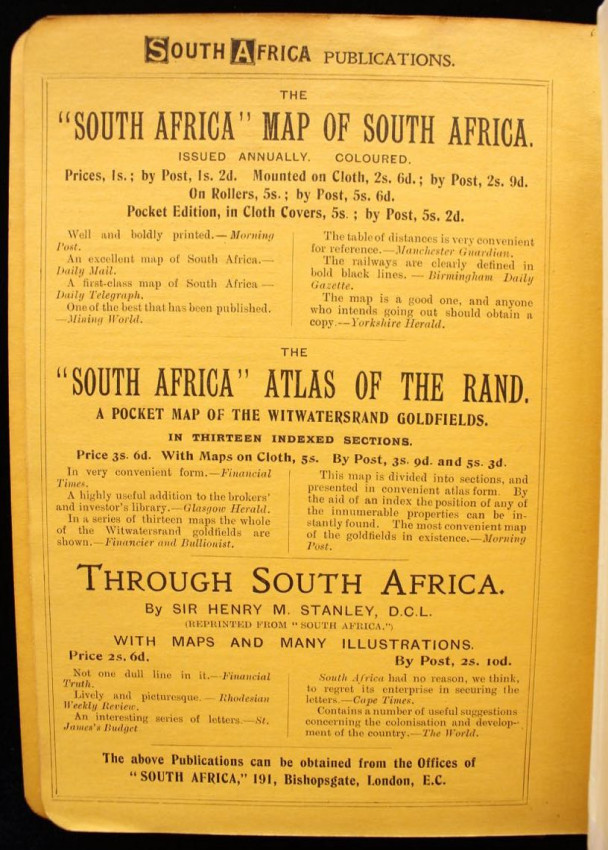 SOUTH AFRICA PUBLICATIONS.
THE
"SOUTH AFRICA" MAP OF SOUTH AFRICA.
ISSUED ANNUALLY. COLOURED.
Prices, 1s.; by Post, 1s. 2d. Mounted on Cloth, 2s. 6d.; by Post, 2s. 9d.
On Rollers, 5s.; by Post, 5s. 6d.
Pocket Edition, in Cloth Covers, 5s.; by Post, 5s. 2d.
Well and boldly printed.—Morning
Post.
An excellent map of South Africa.—
Daily Mail.
A first-class map of South Africa—
Daily Telegraph.
One of the best that has been published.
—Mining World.
The table of distances is very convenient
for reference.—Manchester Guardian.
The railways are clearly defined in
bold black lines.—Birmingham Daily
Gazette.
The map is a good one, and anyone
who intends going out should obtain a
copy.—Yorkshire Herald.
THE
"SOUTH AFRICA" ATLAS OF THE RAND.
A POCKET MAP OF THE WITWATERSRAND GOLDFIELDS.
IN THIRTEEN INDEXED SECTIONS.
Price 3s. 6d. With Maps on Cloth, 5s. By Post, 3s. 9d. and 5s. 3d.
In very convenient form.—Financial
Times.
A highly useful addition to the brokers'
and investor's library.—Glasgow Herald.
In a series of thirteen maps the whole
of the Witwatersrand goldfields are
shown.—Financier and Bullionist.
This map is divided into sections, and
presented in convenient atlas form. By
the aid of an index the position of any of
the innumerable properties can be in-
stantly found. The most convenient map
of the goldfields in existence.—Morning
Post.
THROUGH SOUTH AFRICA.
By SIR HENRY M. STANLEY, D.C.L.
(REPRINTED FROM "SOUTH AFRICA.")
WITH MAPS AND MANY ILLUSTRATIONS.
Price 2s. 6d. By Post, 2s. 10d.
Not one dull line in it.—Financial
Truth.
Lively and picturesque.—Rhodesian
Weekly Review.
An interesting series of letters.—St.
James's Budget
South Africa had no reason, we think,
to regret its enterprise in securing the
letters.—Cape Times.
Contains a number of useful suggestions
concerning the colonisation and develop-
ment of the country.—The World.
The above Publications can be obtained from the Offices of
"SOUTH AFRICA," 191, Bishopsgate, London, E.C.